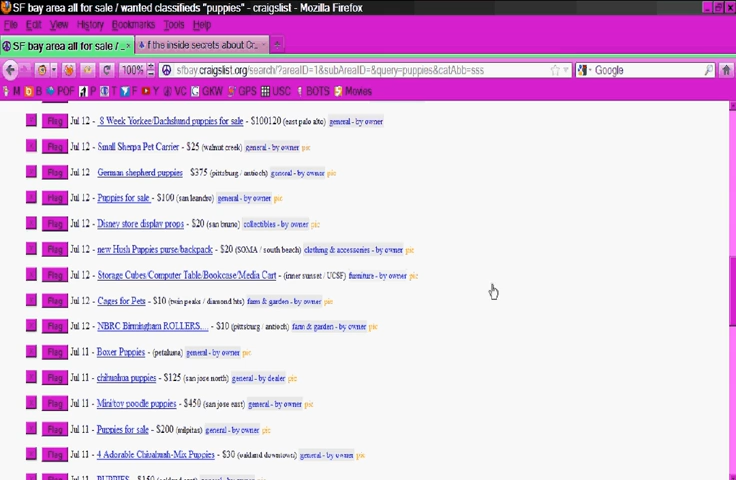 SF bay area all for sale / wanted classifieds "puppies" - craigslist - Mozilla Firefox
File Edit View History Bookmarks Tools Help
SF bay area all for sale / ... × f the inside secrets about Cr... ×
100% sfbay.craigslist.org/search/?areaID=1&subAreaID=&query=puppies&catAbb=sss Google
M B POF P T F Y VC GKW GPS USC BOTS Movies
Flag Jul 12 - 8 Week Yorkee/Dachshund puppies for sale - $100120 (east palo alto) general - by owner
Flag Jul 12 - Small Sherpa Pet Carrier - $25 (walnut creek) general - by owner pic
Flag Jul 12 - German shepherd puppies - $375 (pittsburg / antioch) general - by owner pic
Flag Jul 12 - Puppies for sale - $100 (san leandro) general - by owner pic
Flag Jul 12 - Disney store display props - $20 (san bruno) collectibles - by owner pic
Flag Jul 12 - new Hush Puppies purse/backpack - $20 (SOMA / south beach) clothing & accessories - by owner pic
Flag Jul 12 - Storage Cubes/Computer Table/Bookcase/Media Cart - (inner sunset / UCSF) furniture - by owner pic
Flag Jul 12 - Cages for Pets - $10 (twin peaks / diamond hts) farm & garden - by owner pic
Flag Jul 12 - NBRC Birmingham ROLLERS.... - $10 (pittsburg / antioch) farm & garden - by owner pic
Flag Jul 11 - Boxer Puppies - (petaluma) general - by owner pic
Flag Jul 11 - chihuahua puppies - $125 (san jose north) general - by dealer pic
Flag Jul 11 - Mini/toy poodle puppies - $450 (san jose east) general - by owner pic
Flag Jul 11 - Puppies for sale - $200 (milpitas) general - by owner pic
Flag Jul 11 - 4 Adorable Chihuahuah-Mix Puppies - $30 (oakland downtown) general - by owner pic